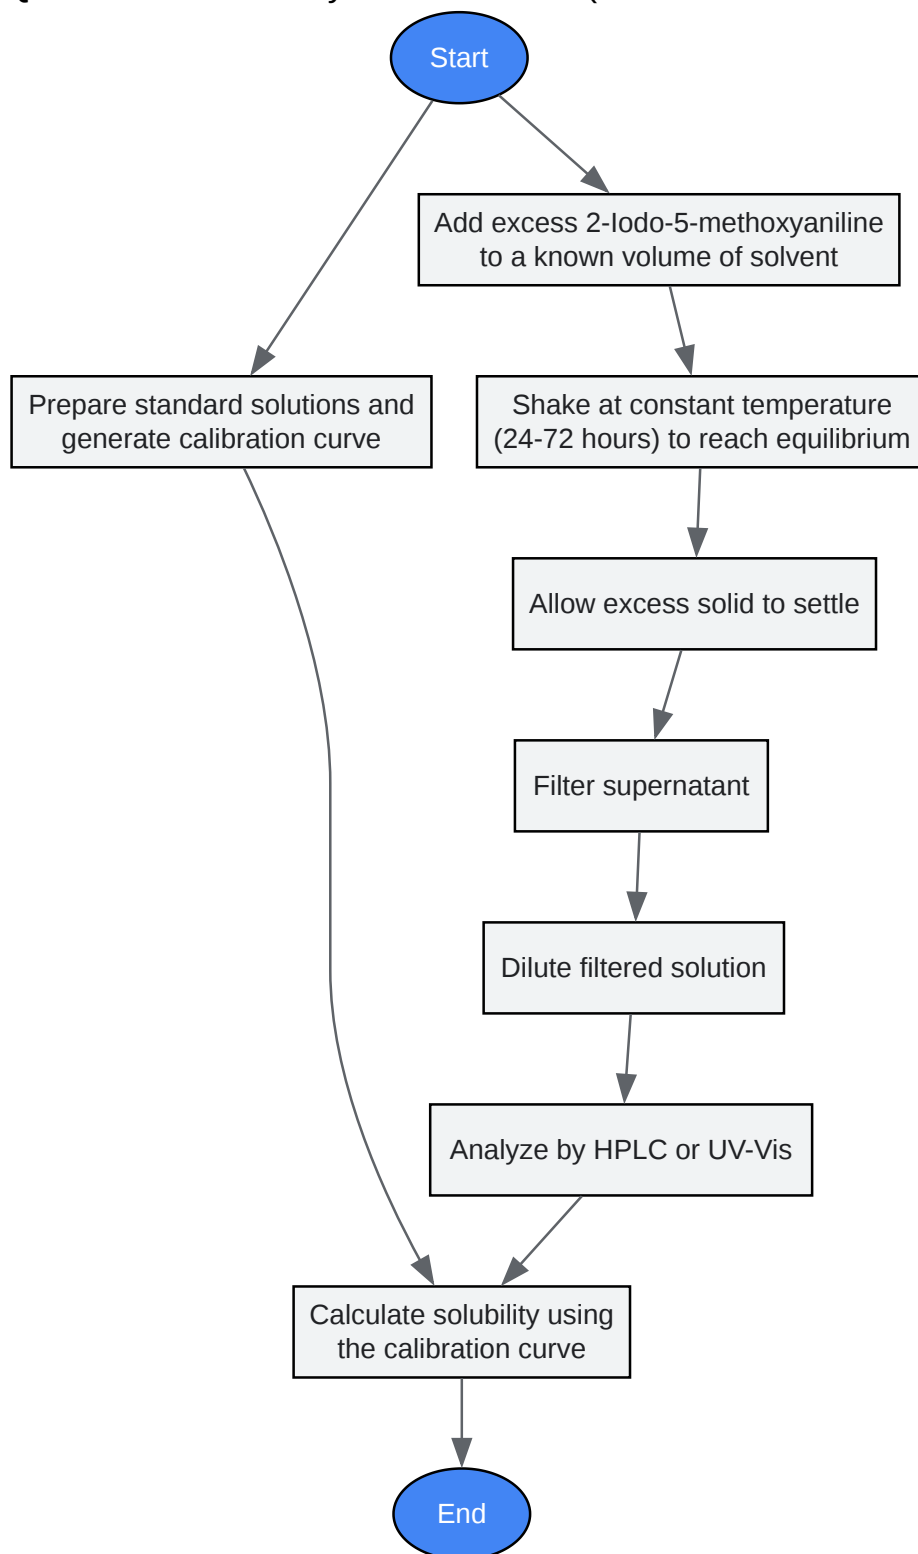 Start
Add excess 2-Iodo-5-methoxyaniline
to a known volume of solvent
Prepare standard solutions and
generate calibration curve
Shake at constant temperature
(24-72 hours) to reach equilibrium
Allow excess solid to settle
Filter supernatant
Dilute filtered solution
Analyze by HPLC or UV-Vis
Calculate solubility using
the calibration curve
End